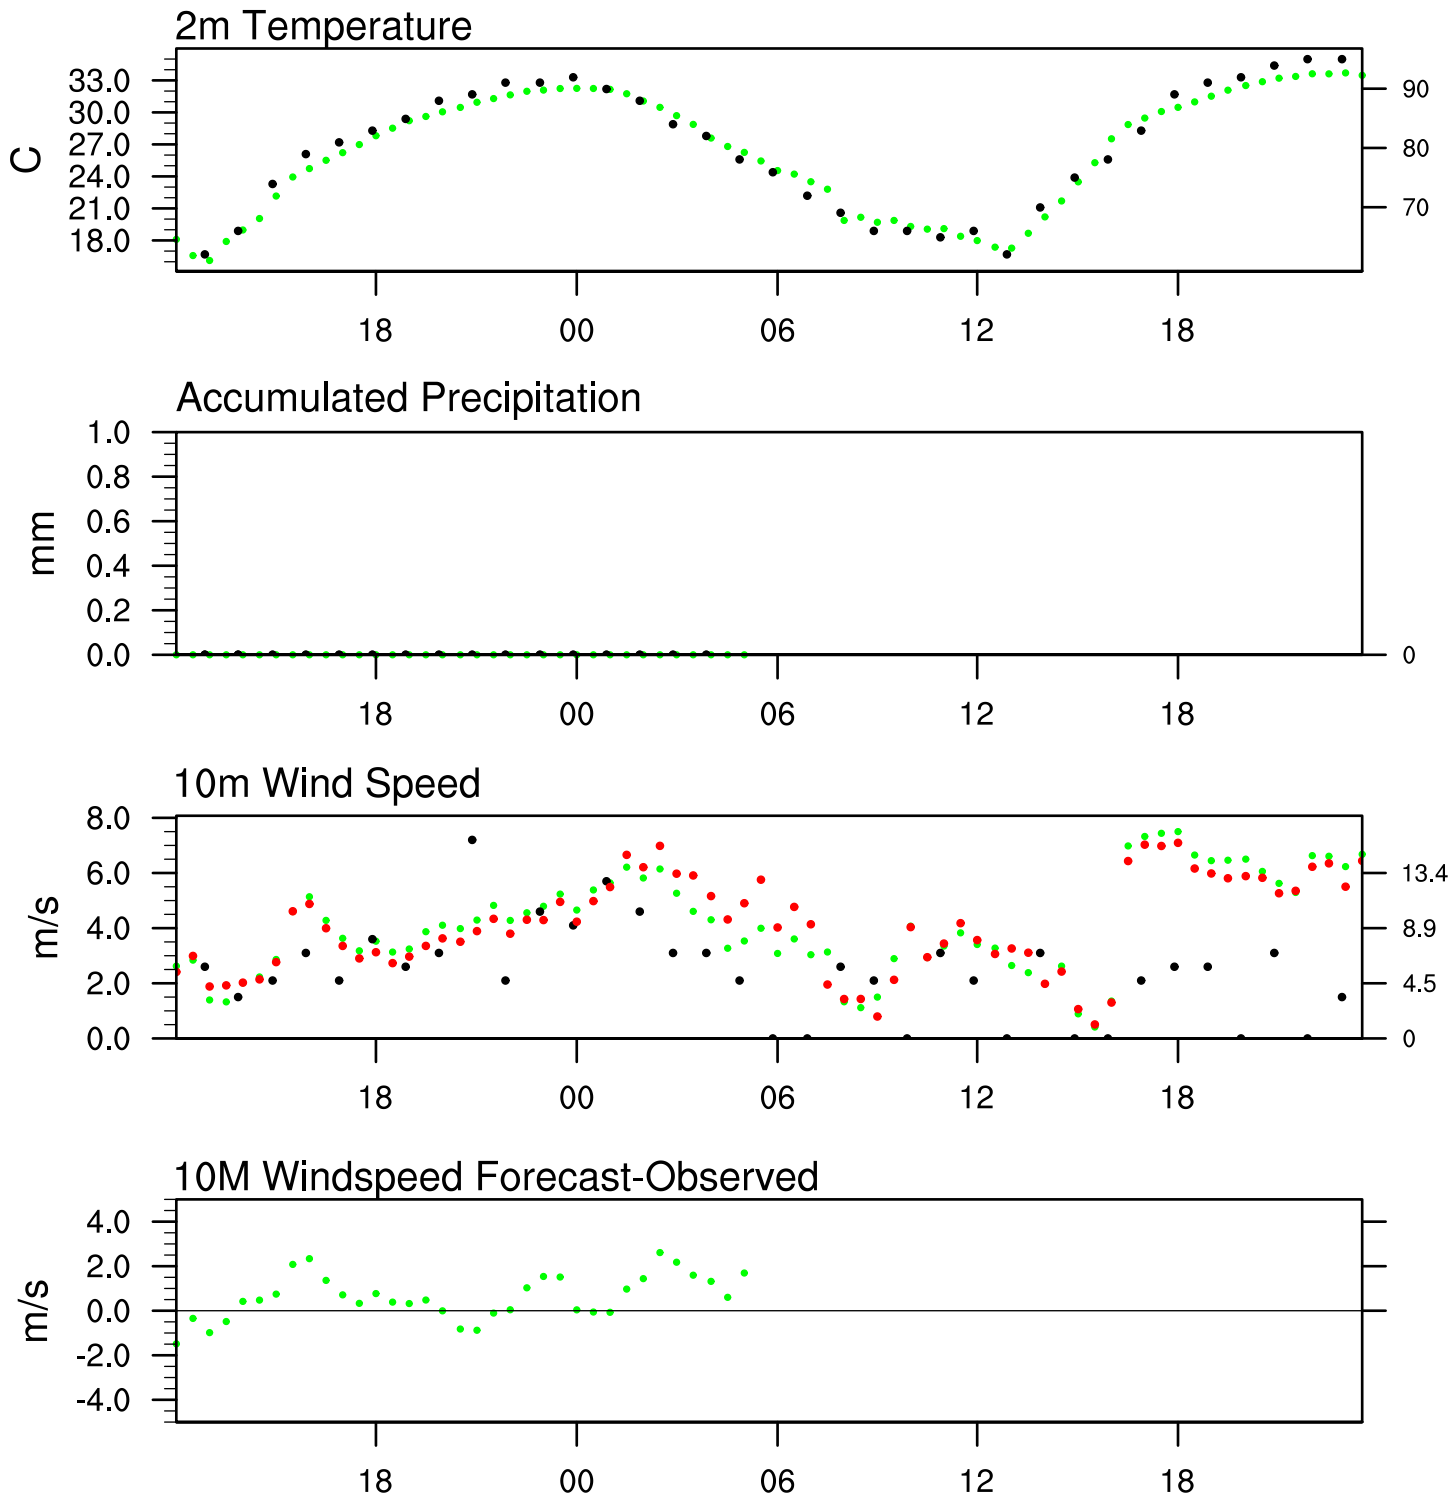 2m Temperature
33.0
30.0
27.0
24.0
21.0
18.0
C
90
80
70
18 00 06 12 18
Accumulated Precipitation
1.0
0.8
0.6
0.4
0.2
0.0
mm
0
18 00 06 12 18
10m Wind Speed
8.0
6.0
4.0
2.0
0.0
m/s
13.4
8.9
4.5
0
18 00 06 12 18
10M Windspeed Forecast-Observed
4.0
2.0
0.0
-2.0
-4.0
m/s
18 00 06 12 18